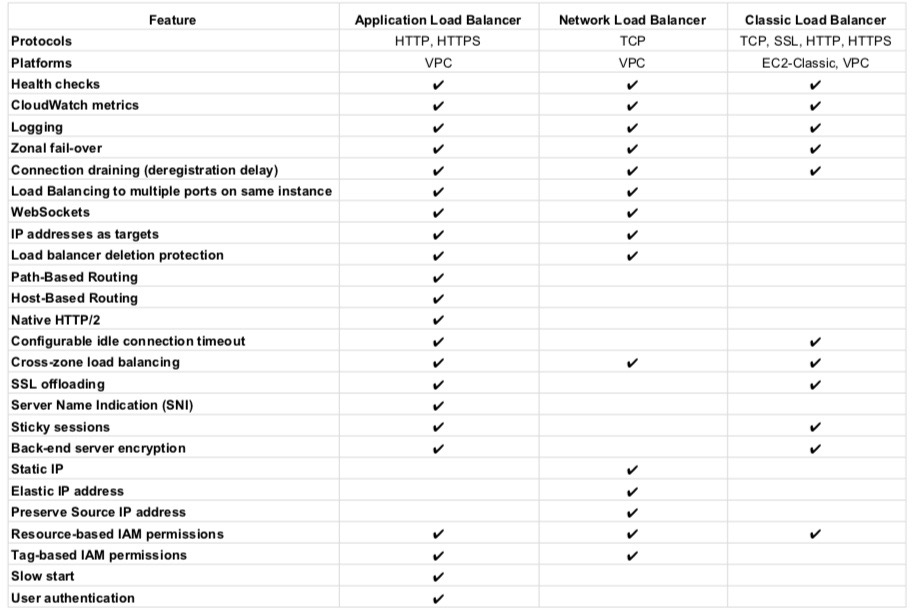 Feature Application Load Balancer Network Load Balancer Classic Load Balancer
Protocols HTTP, HTTPS TCP TCP, SSL, HTTP, HTTPS
Platforms VPC VPC EC2-Classic, VPC
Health checks ✔ ✔ ✔
CloudWatch metrics ✔ ✔ ✔
Logging ✔ ✔ ✔
Zonal fail-over ✔ ✔ ✔
Connection draining (deregistration delay) ✔ ✔ ✔
Load Balancing to multiple ports on same instance ✔ ✔
WebSockets ✔ ✔
IP addresses as targets ✔ ✔
Load balancer deletion protection ✔ ✔
Path-Based Routing ✔
Host-Based Routing ✔
Native HTTP/2 ✔
Configurable idle connection timeout ✔ ✔
Cross-zone load balancing ✔ ✔ ✔
SSL offloading ✔ ✔
Server Name Indication (SNI) ✔
Sticky sessions ✔ ✔
Back-end server encryption ✔ ✔
Static IP ✔
Elastic IP address ✔
Preserve Source IP address ✔
Resource-based IAM permissions ✔ ✔ ✔
Tag-based IAM permissions ✔ ✔
Slow start ✔
User authentication ✔